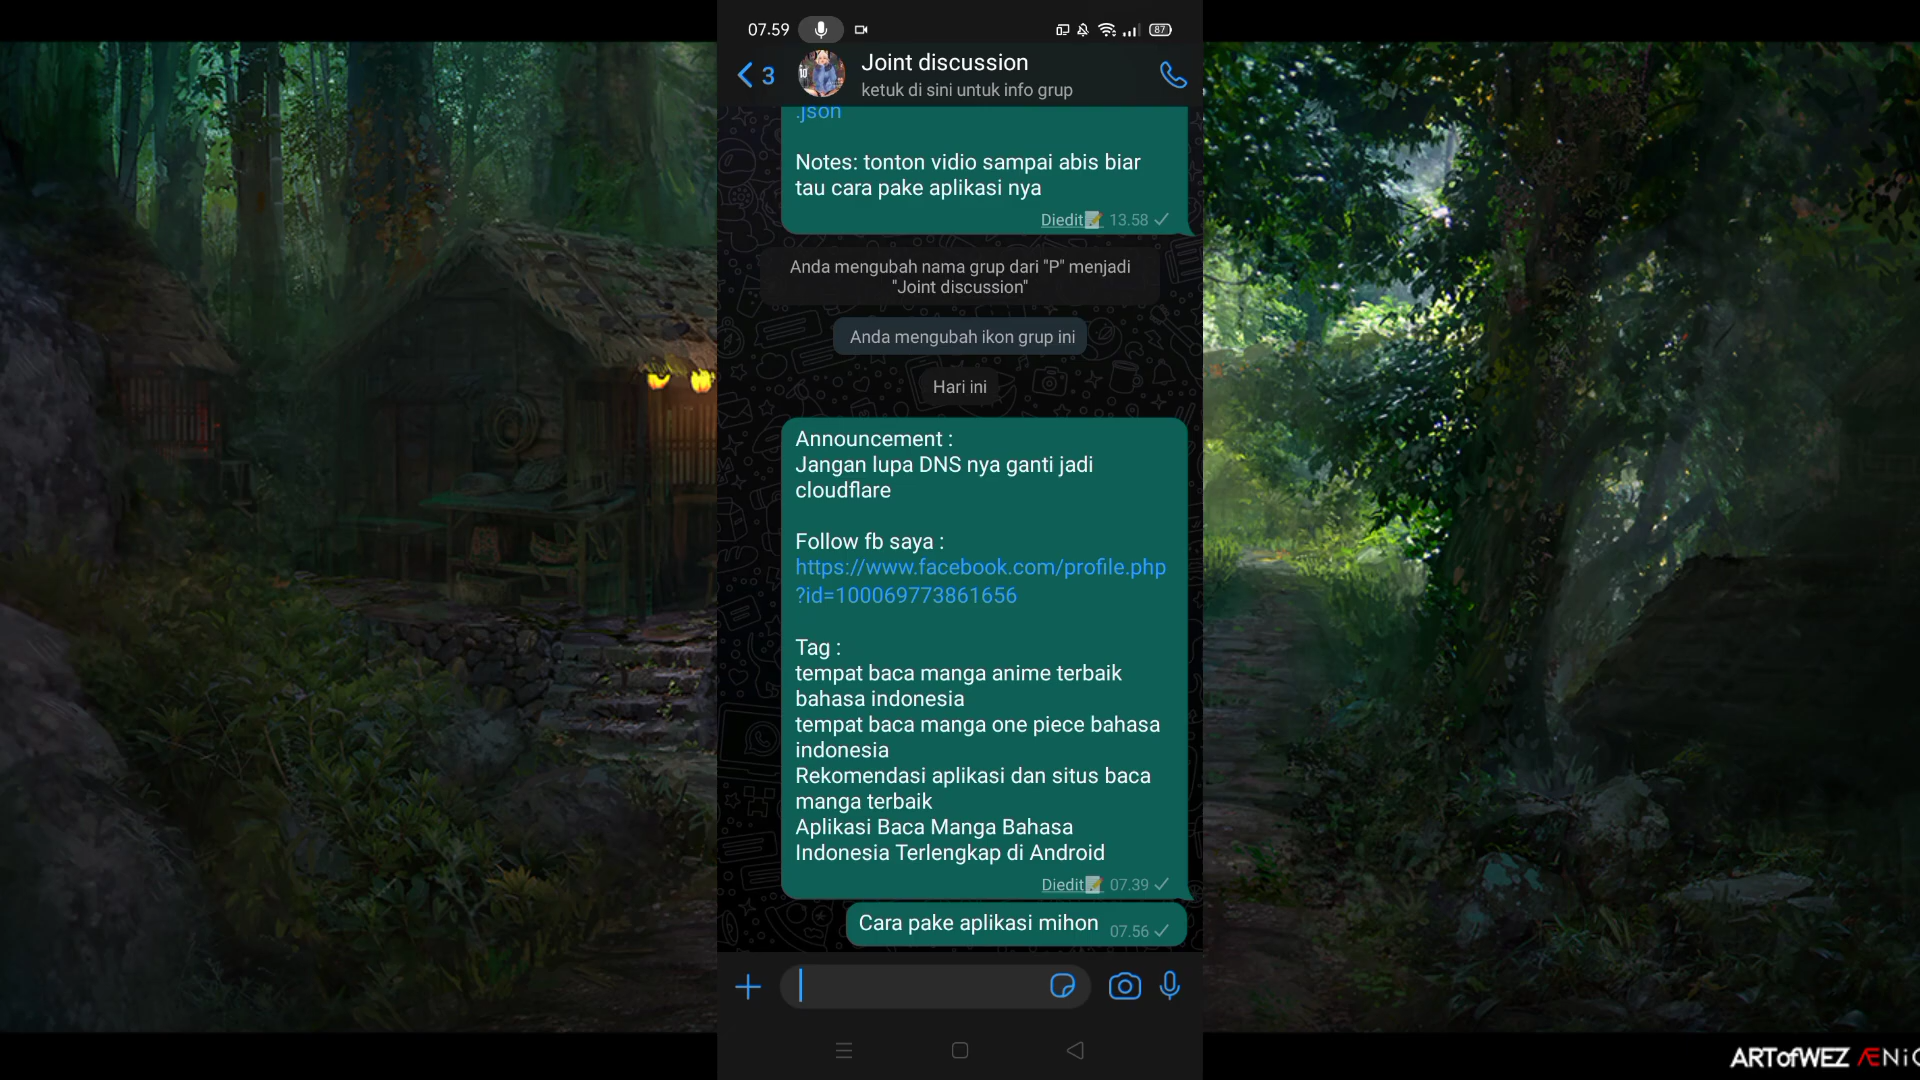 07.59
87
3
Joint discussion
ketuk di sini untuk info grup
10
.json
Notes: tonton vidio sampai abis biar
tau cara pake aplikasi nya
Diedit📝 13.58
Anda mengubah nama grup dari "P" menjadi
"Joint discussion"
Anda mengubah ikon grup ini
Hari ini
Announcement :
Jangan lupa DNS nya ganti jadi
cloudflare
Follow fb saya :
https://www.facebook.com/profile.php
?id=100069773861656
Tag :
tempat baca manga anime terbaik
bahasa indonesia
tempat baca manga one piece bahasa
indonesia
Rekomendasi aplikasi dan situs baca
manga terbaik
Aplikasi Baca Manga Bahasa
Indonesia Terlengkap di Android
Diedit📝 07.39
Cara pake aplikasi mihon 07.56
ARTofWEZ